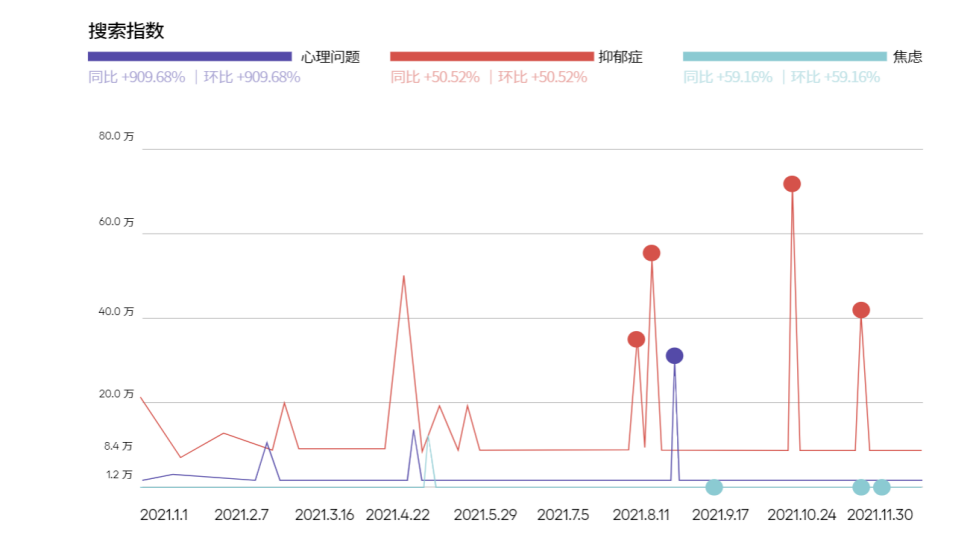 搜索指数
心理问题 抑郁症 焦虑
同比 +909.68% ｜环比 +909.68% 同比 +50.52% ｜环比 +50.52% 同比 +59.16% ｜环比 +59.16%
80.0 万
60.0 万
40.0 万
20.0 万
8.4 万
1.2 万
2021.1.1 2021.2.7 2021.3.16 2021.4.22 2021.5.29 2021.7.5 2021.8.11 2021.9.17 2021.10.24 2021.11.30